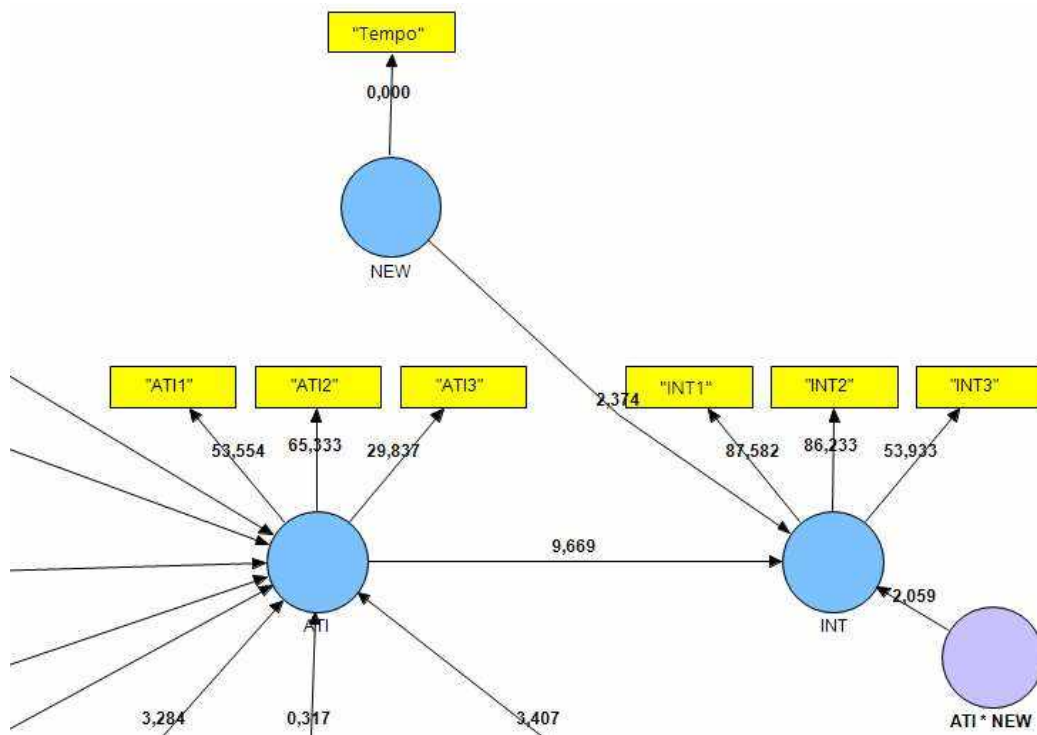 "Tempo"
0,000
NEW
"ATI1"
"ATI2"
"ATI3"
2,374
"INT1"
"INT2"
"INT3"
53,554
65,333
29,837
87,582
86,233
53,933
9,669
2,059
ATI
INT
3,284
0,317
3,407
ATI * NEW